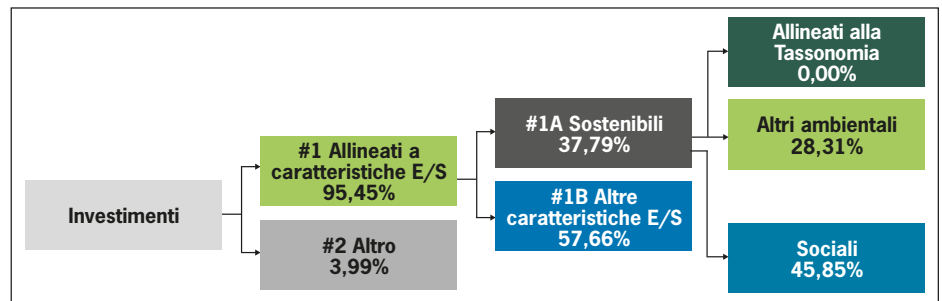 Investimenti
#1 Allineati a
caratteristiche E/S
95,45%
#2 Altro
3,99%
#1A Sostenibili
37,79%
#1B Altre
caratteristiche E/S
57,66%
Allineati alla
Tassonomia
0,00%
Altri ambientali
28,31%
Sociali
45,85%